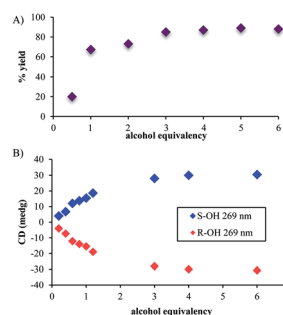 A)
% yield
100
80
60
40
20
0
0 1 2 3 4 5 6
alcohol equivalency
B)
CD (medg)
40
30
20
10
0
-10
-20
-30
-40
S-OH 269 nm
R-OH 269 nm
0 1 2 3 4 5 6
alcohol equivalency